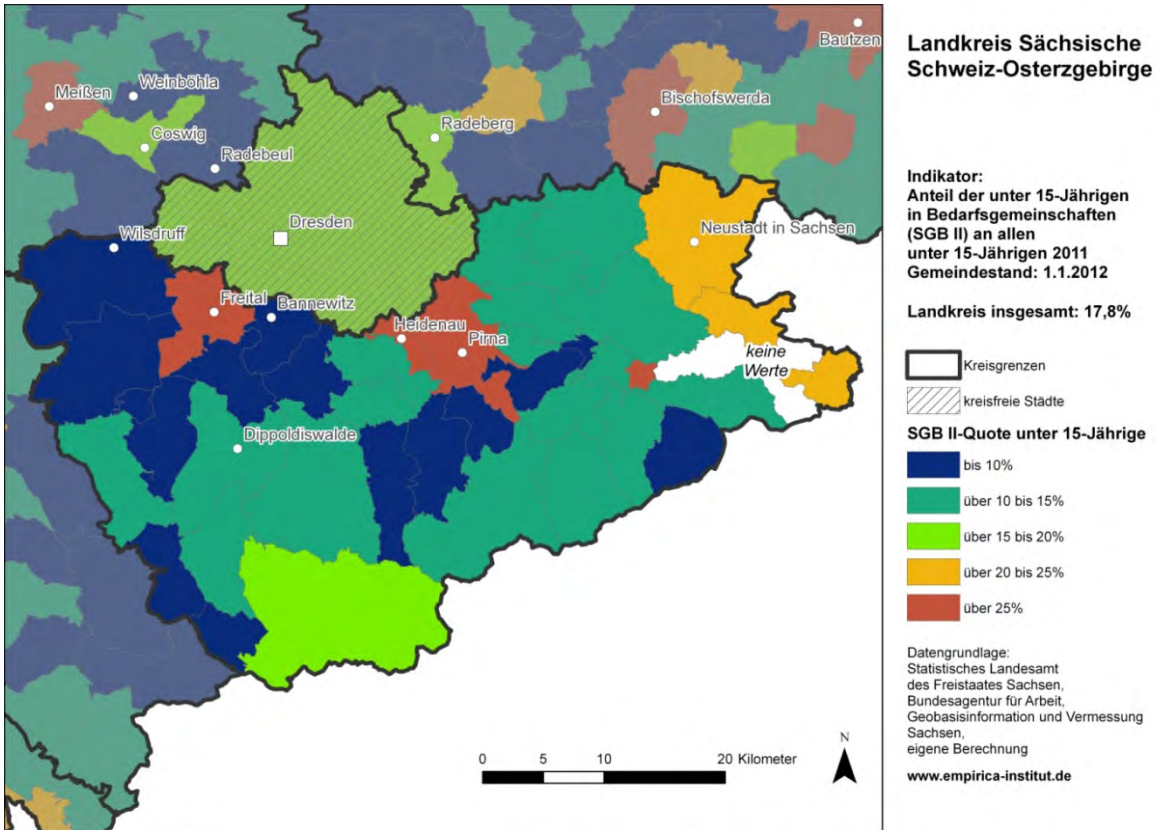 Bautzen
Weinböhla
Meißen
Bischofswerda
Radeberg
Coswig
Radebeul
Dresden
Neustadt in Sachsen
Wilsdruff
Freital
Bannewitz
Heidenau
Pirna
keine
Werte
Dippoldiswalde
0 5 10 20 Kilometer
N
Landkreis Sächsische
Schweiz-Osterzgebirge
Indikator:
Anteil der unter 15-Jährigen
in Bedarfsgemeinschaften
(SGB II) an allen
unter 15-Jährigen 2011
Gemeindestand: 1.1.2012
Landkreis insgesamt: 17,8%
Kreisgrenzen
kreisfreie Städte
SGB II-Quote unter 15-Jährige
bis 10%
über 10 bis 15%
über 15 bis 20%
über 20 bis 25%
über 25%
Datengrundlage:
Statistisches Landesamt
des Freistaates Sachsen,
Bundesagentur für Arbeit,
Geobasisinformation und Vermessung
Sachsen,
eigene Berechnung
www.empirica-institut.de